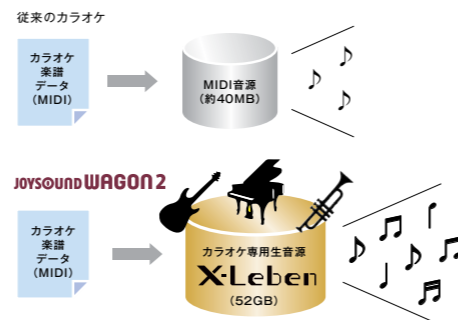 従来のカラオケ
カラオケ
楽譜
データ
(MIDI)
MIDI音源
(約40MB)
JOYSOUND WAGON 2
カラオケ
楽譜
データ
(MIDI)
カラオケ専用生音源
X-Leben
(52GB)